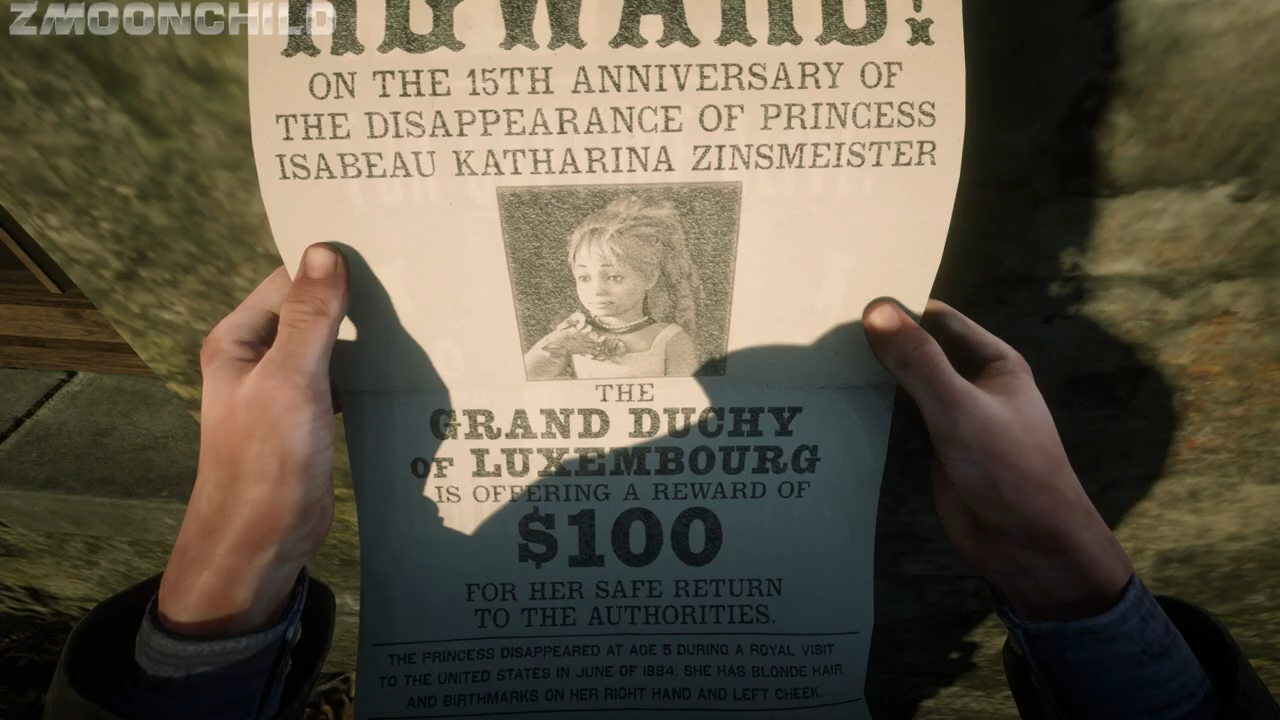 ZMOONCHILD
REWARD!
ON THE 15TH ANNIVERSARY OF
THE DISAPPEARANCE OF PRINCESS
ISABEAU KATHARINA ZINSMEISTER
THE
GRAND DUCHY
OF LUXEMBOURG
IS OFFERING A REWARD OF
$100
FOR HER SAFE RETURN
TO THE AUTHORITIES.
THE PRINCESS DISAPPEARED AT AGE 5 DURING A ROYAL VISIT
TO THE UNITED STATES IN JUNE OF 1884. SHE HAS BLONDE HAIR
AND BIRTHMARKS ON HER RIGHT HAND AND LEFT CHEEK.